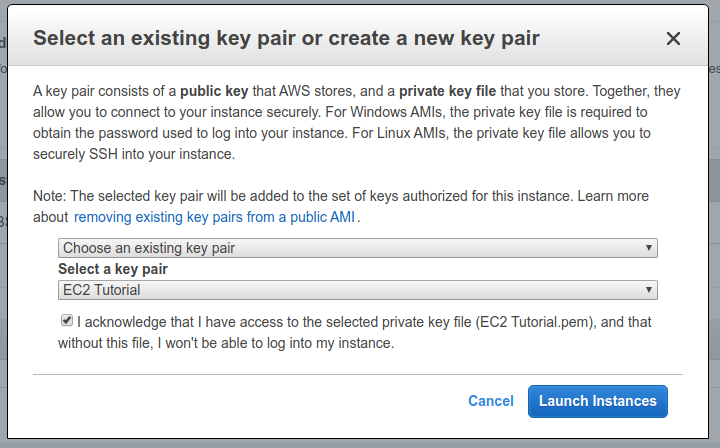 Select an existing key pair or create a new key pair
A key pair consists of a public key that AWS stores, and a private key file that you store. Together, they
allow you to connect to your instance securely. For Windows AMIs, the private key file is required to
obtain the password used to log into your instance. For Linux AMIs, the private key file allows you to
securely SSH into your instance.
Note: The selected key pair will be added to the set of keys authorized for this instance. Learn more
about removing existing key pairs from a public AMI.
Choose an existing key pair
Select a key pair
EC2 Tutorial
I acknowledge that I have access to the selected private key file (EC2 Tutorial.pem), and that
without this file, I won't be able to log into my instance.
Cancel Launch Instances